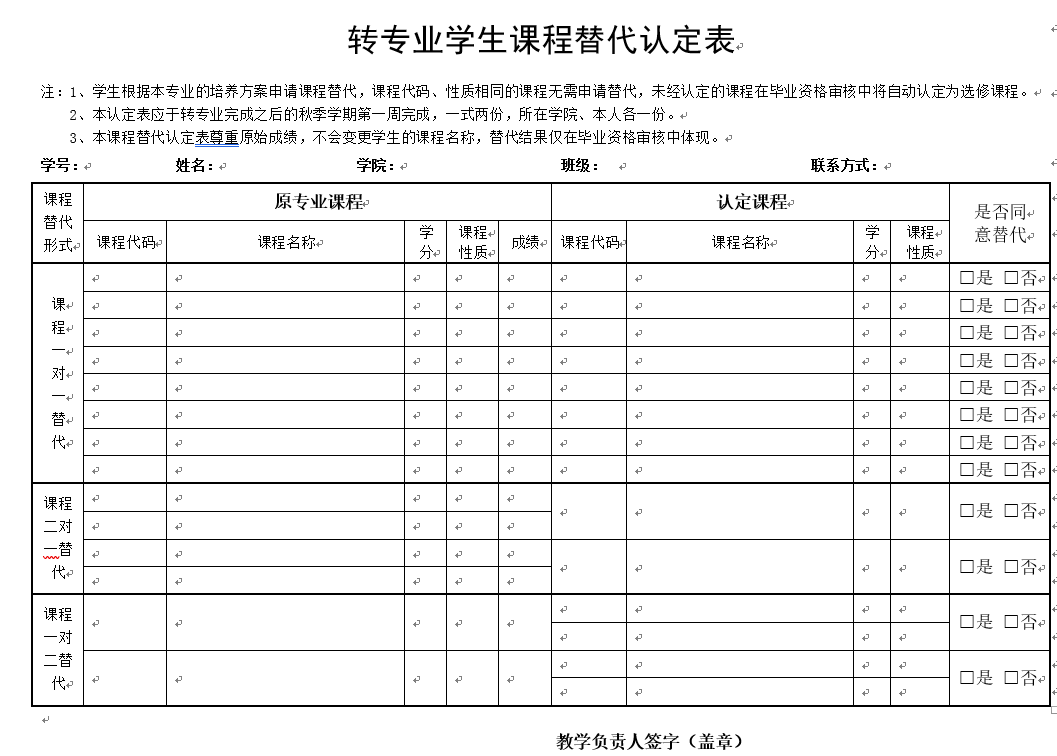 转专业学生课程替代认定表
注：1、学生根据本专业的培养方案申请课程替代，课程代码、性质相同的课程无需申请替代，未经认定的课程在毕业资格审核中将自动认定为选修课程。
2、本认定表应于转专业完成之后的秋季学期第一周完成，一式两份，所在学院、本人各一份。
3、本课程替代认定表尊重原始成绩，不会变更学生的课程名称，替代结果仅在毕业资格审核中体现。
学号： 姓名： 学院： 班级： 联系方式：
课程
替代
形式
原专业课程
认定课程
是否同
意替代
课程代码
课程名称
学
分
课程
性质
成绩
课程代码
课程名称
学
分
课程
性质
课
程
一
对
一
替
代
□是 □否
□是 □否
□是 □否
□是 □否
□是 □否
□是 □否
□是 □否
□是 □否
课程
二对
一替
代
□是 □否
□是 □否
课程
一对
二替
代
□是 □否
□是 □否
教学负责人签字（盖章）